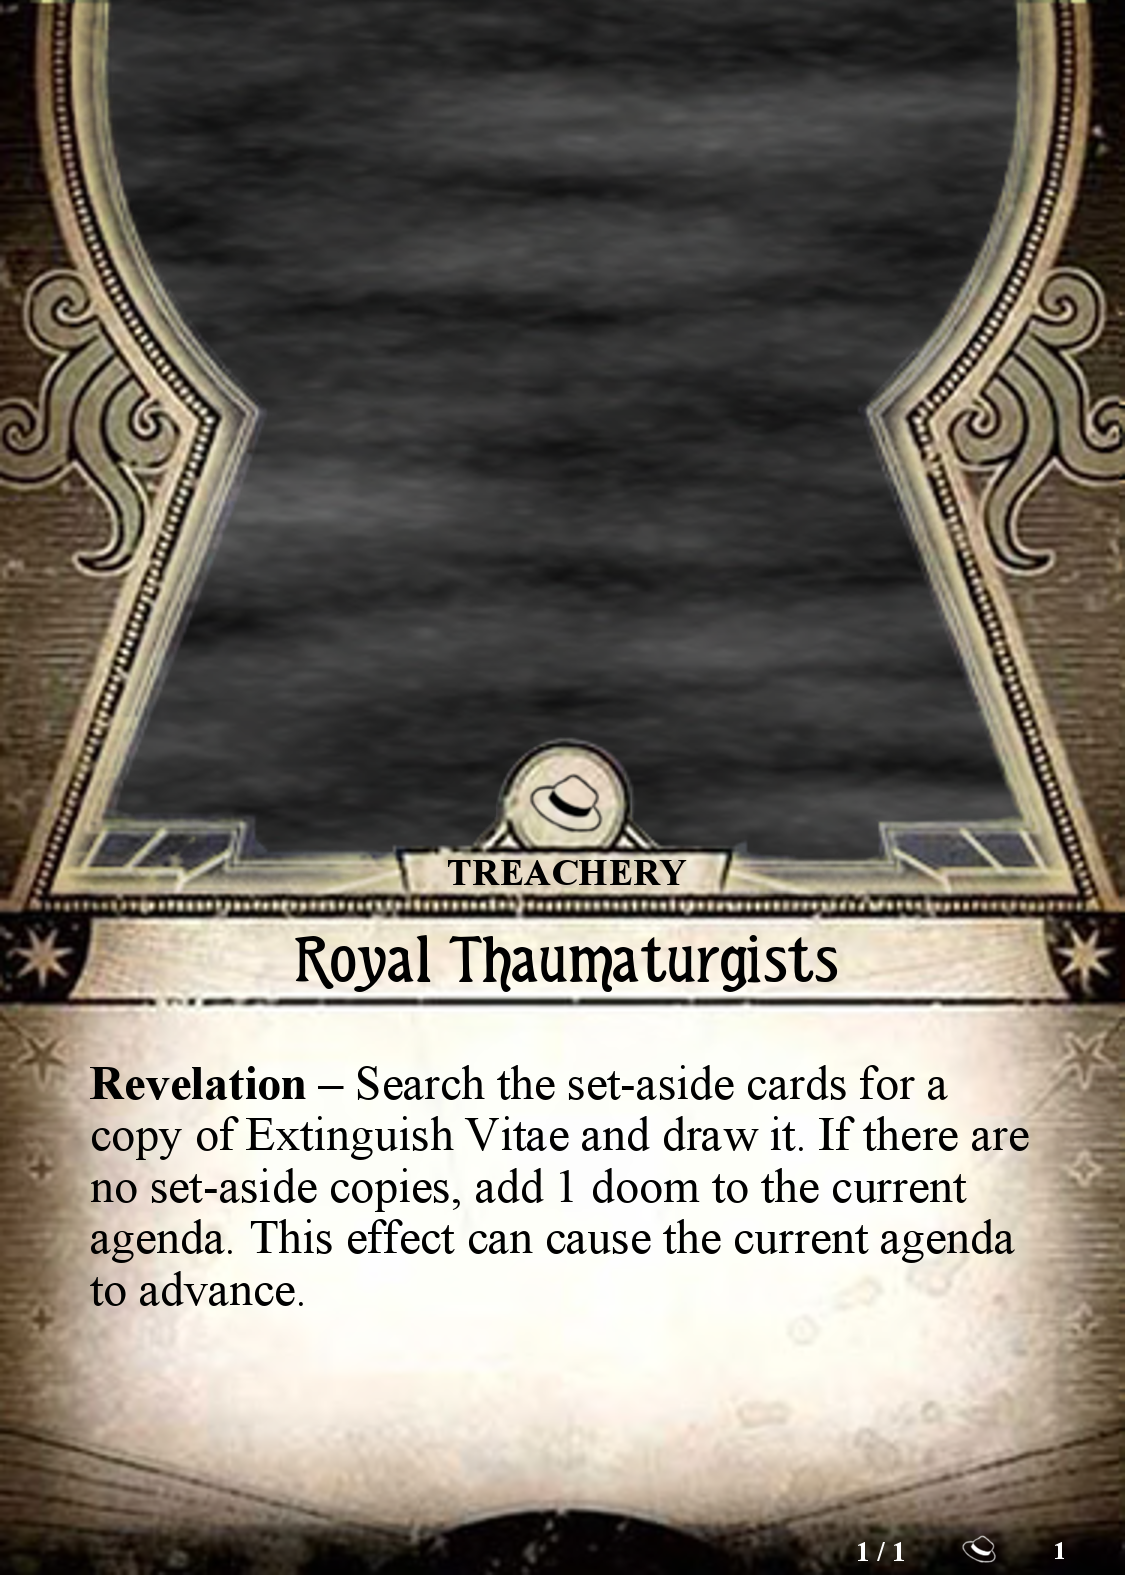 TREACHERY
Royal Thaumaturgists
Revelation – Search the set-aside cards for a
copy of Extinguish Vitae and draw it. If there are
no set-aside copies, add 1 doom to the current
agenda. This effect can cause the current agenda
to advance.
1 / 1 1